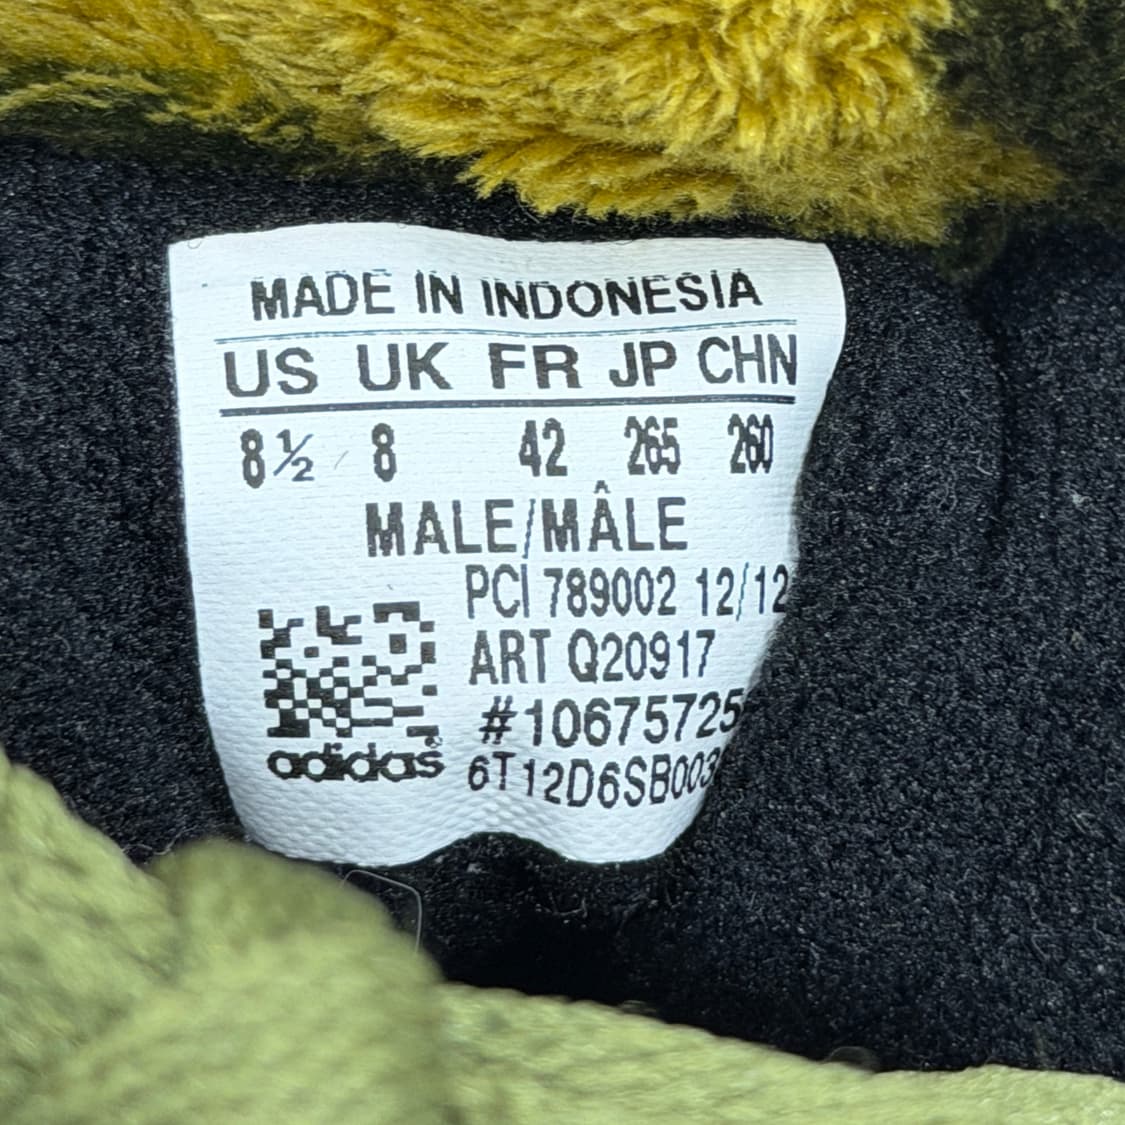 MADE IN INDONESIA
US UK FR JP CHN
8½ 8 42 265 260
MALE/MÂLE
PCI 789002 12/12
ART Q20917
#106757259
adidas